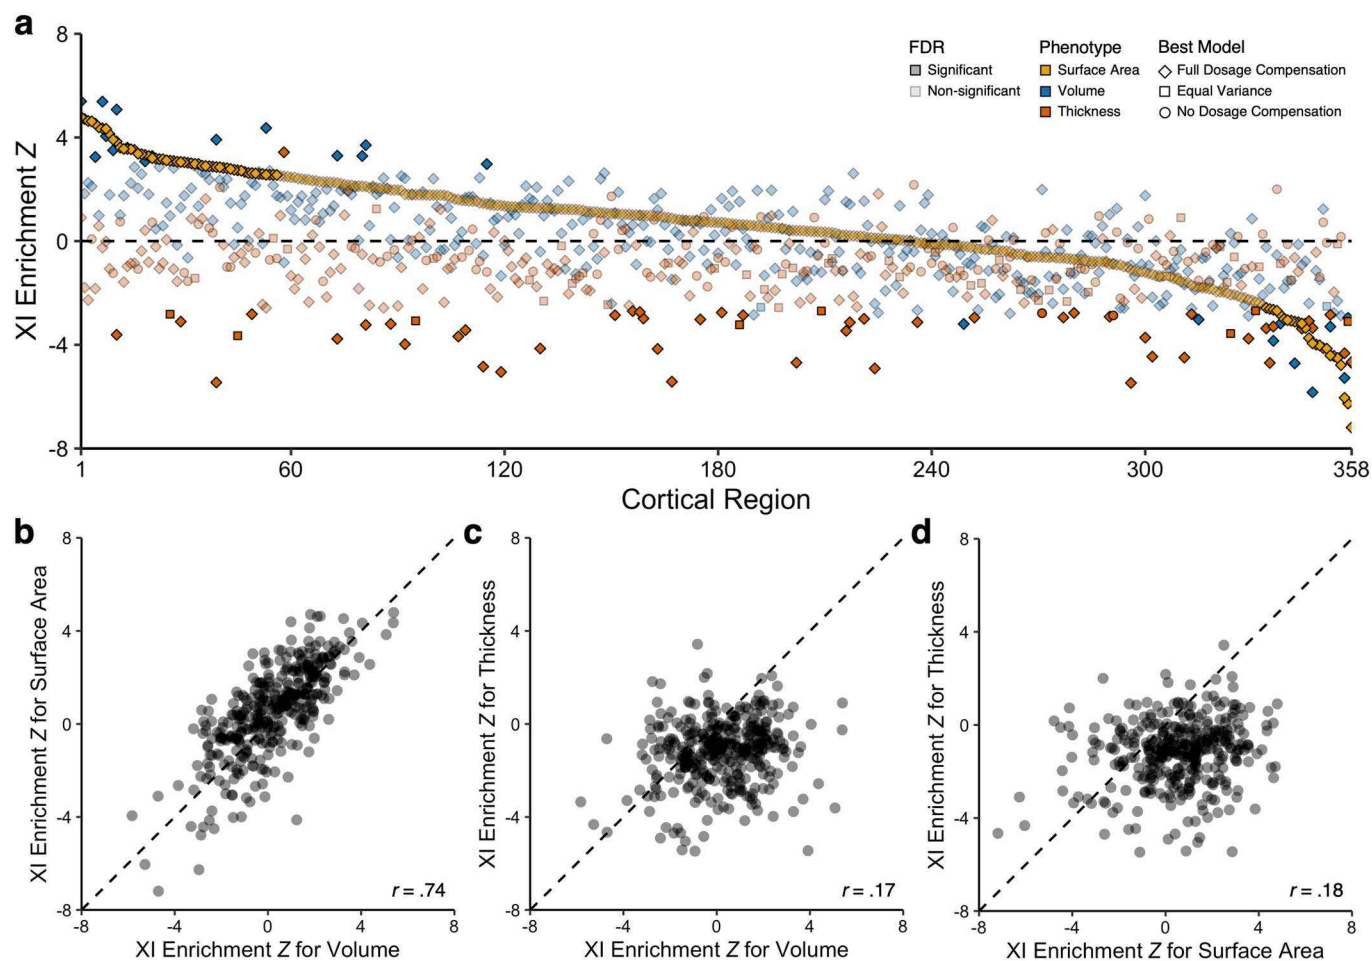 a
8
4
0
-4
-8
XI Enrichment Z
FDR
Significant
Non-significant
Phenotype
Surface Area
Volume
Thickness
Best Model
Full Dosage Compensation
Equal Variance
No Dosage Compensation
1 60 120 180 240 300 358
Cortical Region
b
8
4
0
-4
-8
XI Enrichment Z for Surface Area
r = .74
-8 -4 0 4 8
XI Enrichment Z for Volume
c
8
4
0
-4
-8
XI Enrichment Z for Thickness
r = .17
-8 -4 0 4 8
XI Enrichment Z for Volume
d
8
4
0
-4
-8
XI Enrichment Z for Thickness
r = .18
-8 -4 0 4 8
XI Enrichment Z for Surface Area